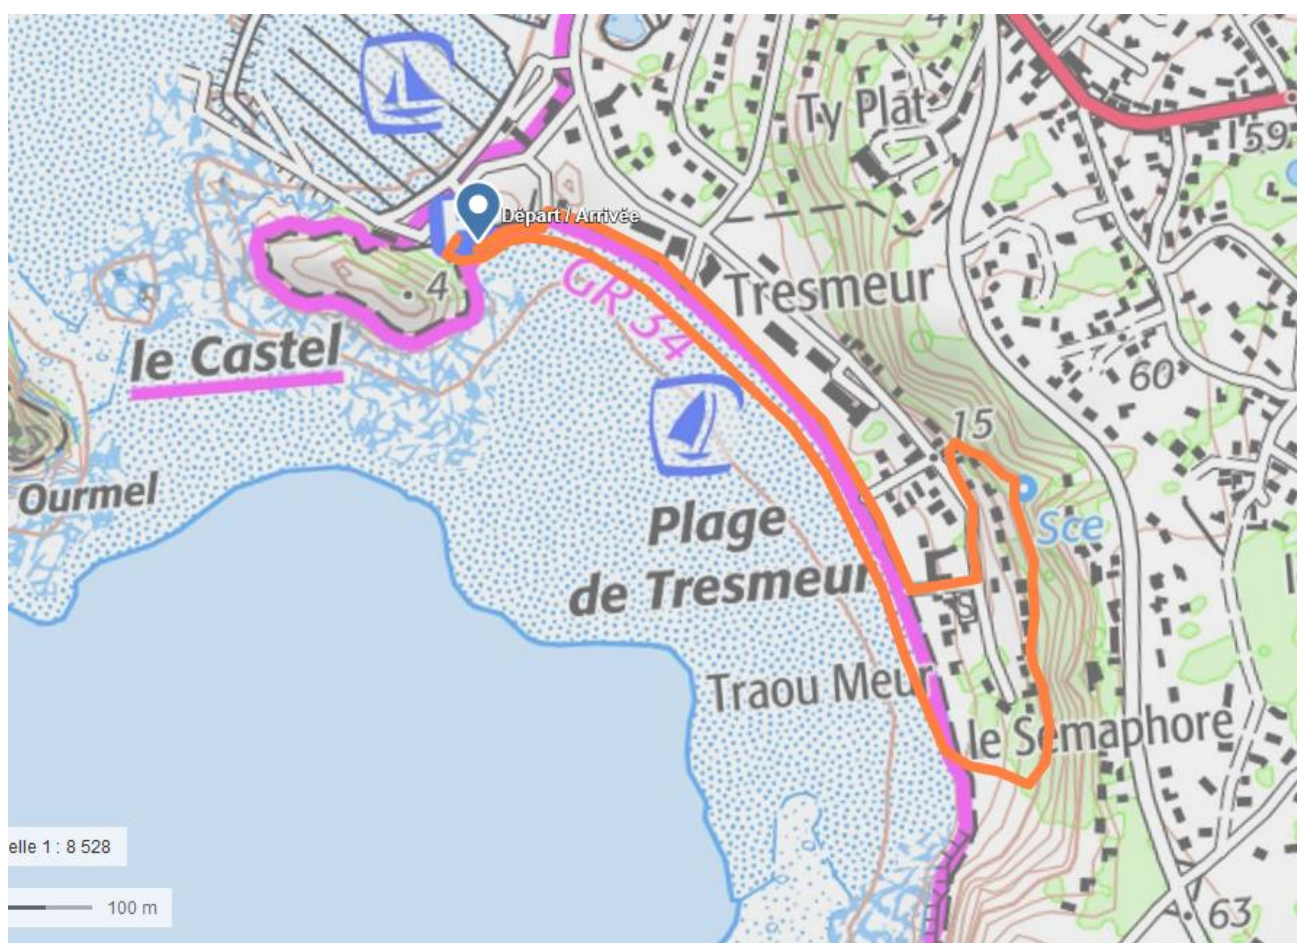 41
Ty Plat
159
Départ / Arrivée
4
GR 34
Tresmeur
le Castel
60
15
Ourmel
Plage
de Tresmeur
Sce
S
Traou Meur
le Semaphore
elle 1 : 8 528
100 m
63